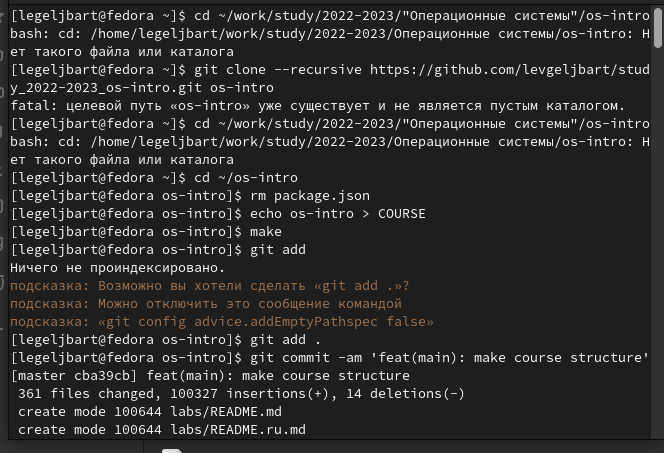 [legeljbart@fedora ~]$ cd ~/work/study/2022-2023/"Операционные системы"/os-intro
bash: cd: /home/legeljbart/work/study/2022-2023/Операционные системы/os-intro: Н
ет такого файла или каталога
[legeljbart@fedora ~]$ git clone --recursive https://github.com/levgeljbart/stud
y_2022-2023_os-intro.git os-intro
fatal: целевой путь «os-intro» уже существует и не является пустым каталогом.
[legeljbart@fedora ~]$ cd ~/work/study/2022-2023/"Операционные системы"/os-intro
bash: cd: /home/legeljbart/work/study/2022-2023/Операционные системы/os-intro: Н
ет такого файла или каталога
[legeljbart@fedora ~]$ cd ~/os-intro
[legeljbart@fedora os-intro]$ rm package.json
[legeljbart@fedora os-intro]$ echo os-intro > COURSE
[legeljbart@fedora os-intro]$ make
[legeljbart@fedora os-intro]$ git add
Ничего не проиндексировано.
подсказка: Возможно вы хотели сделать «git add .»?
подсказка: Можно отключить это сообщение командой
подсказка: «git config advice.addEmptyPathspec false»
[legeljbart@fedora os-intro]$ git add .
[legeljbart@fedora os-intro]$ git commit -am 'feat(main): make course structure'
[master cba39cb] feat(main): make course structure
 361 files changed, 100327 insertions(+), 14 deletions(-)
 create mode 100644 labs/README.md
 create mode 100644 labs/README.ru.md